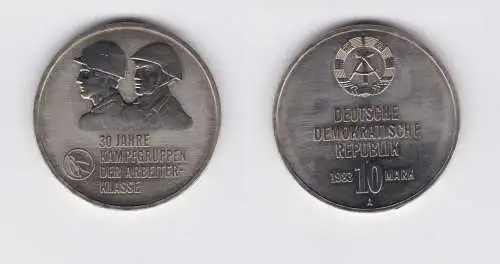 30 JAHRE
KAMPFGRUPPEN
DER ARBEITER-
KLASSE
DEUTSCHE
DEMOKRATISCHE
REPUBLIK
1983 10 MARK
A